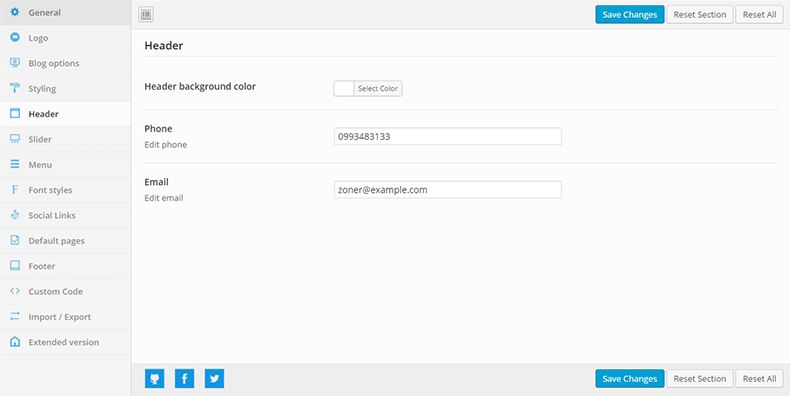 General
Logo
Blog options
Styling
Header
Slider
Menu
Font styles
Social Links
Default pages
Footer
Custom Code
Import / Export
Extended version
Save Changes Reset Section Reset All
Header
Header background color Select Color
Phone
Edit phone
0993483133
Email
Edit email
zoner@example.com
Save Changes Reset Section Reset All